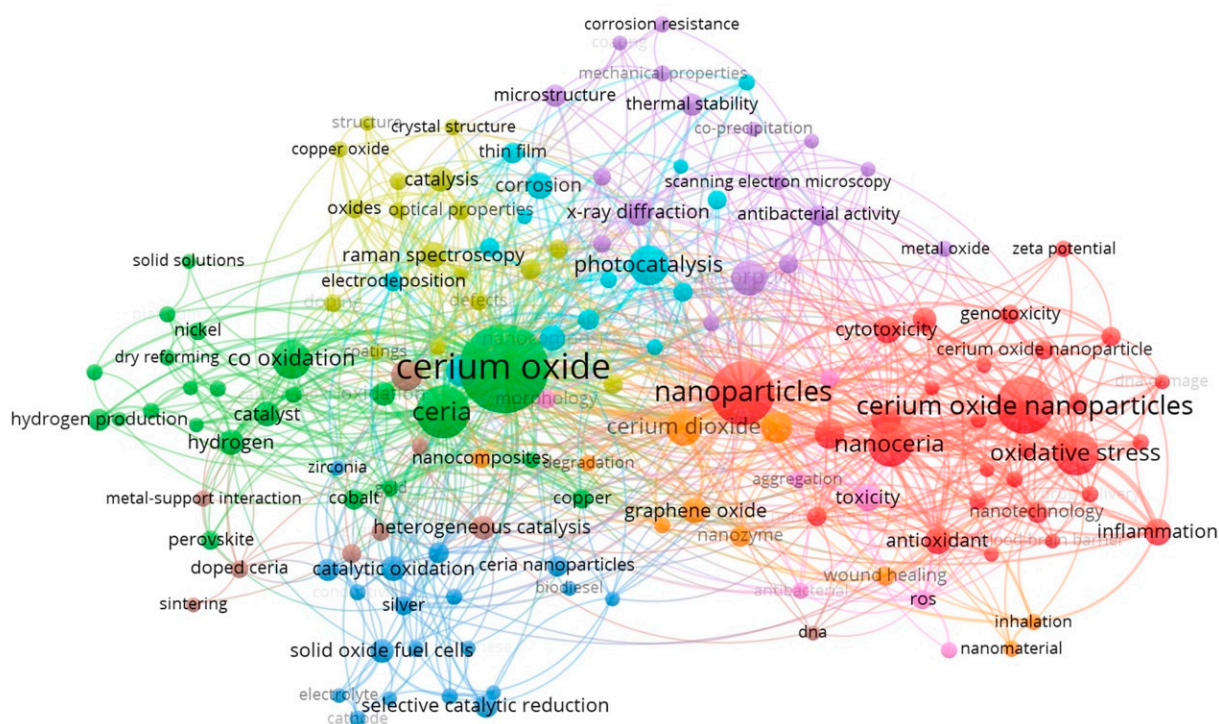 corrosion resistance
coating
mechanical properties
microstructure
thermal stability
structure
crystal structure
co-precipitation
copper oxide
thin film
catalysis
corrosion
scanning electron microscopy
oxides
optical properties
x-ray diffraction
antibacterial activity
raman spectroscopy
metal oxide
zeta potential
solid solutions
photocatalysis
electrodeposition
doping
defects
genotoxicity
nickel
cytotoxicity
nanocomposite
cerium oxide nanoparticle
dry reforming
co oxidation
coatings
cerium oxide
dna damage
oxidation
nanoparticles
morphology
hydrogen production
catalyst
ceria
cerium oxide nanoparticles
cerium dioxide
hydrogen
nanoceria
oxidative stress
zirconia
nanocomposites
degradation
aggregation
metal-support interaction
cobalt
gold
copper
toxicity
graphene oxide
nanotechnology
heterogeneous catalysis
perovskite
nanozyme
antioxidant
inflammation
blood brain barrier
doped ceria
catalytic oxidation
ceria nanoparticles
wound healing
biodiesel
antibacterial
sintering
silver
ros
inhalation
dna
solid oxide fuel cells
nanomaterial
electrolyte
selective catalytic reduction
cathode